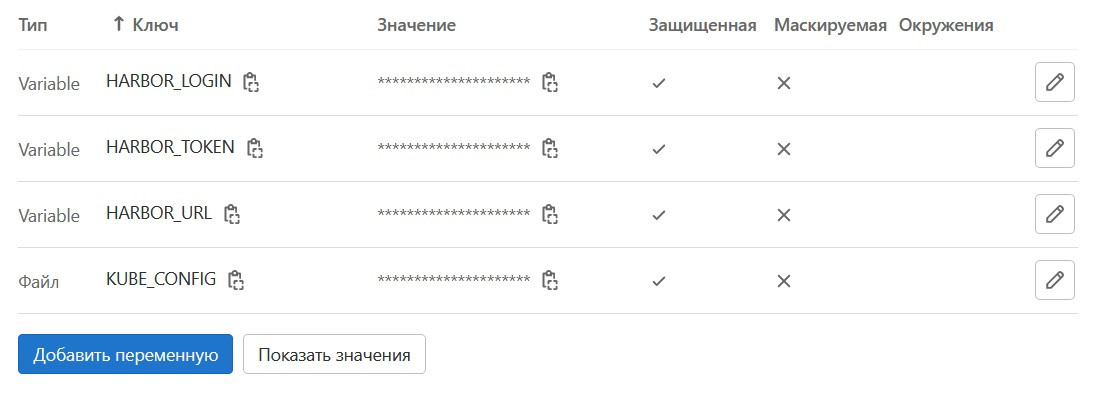 Тип ↑ Ключ Значение Защищенная Маскируемая Окружения
Variable HARBOR_LOGIN ********************* ✓ ✕
Variable HARBOR_TOKEN ********************* ✓ ✕
Variable HARBOR_URL ********************* ✓ ✕
Файл KUBE_CONFIG ********************* ✓ ✕
Добавить переменную Показать значения